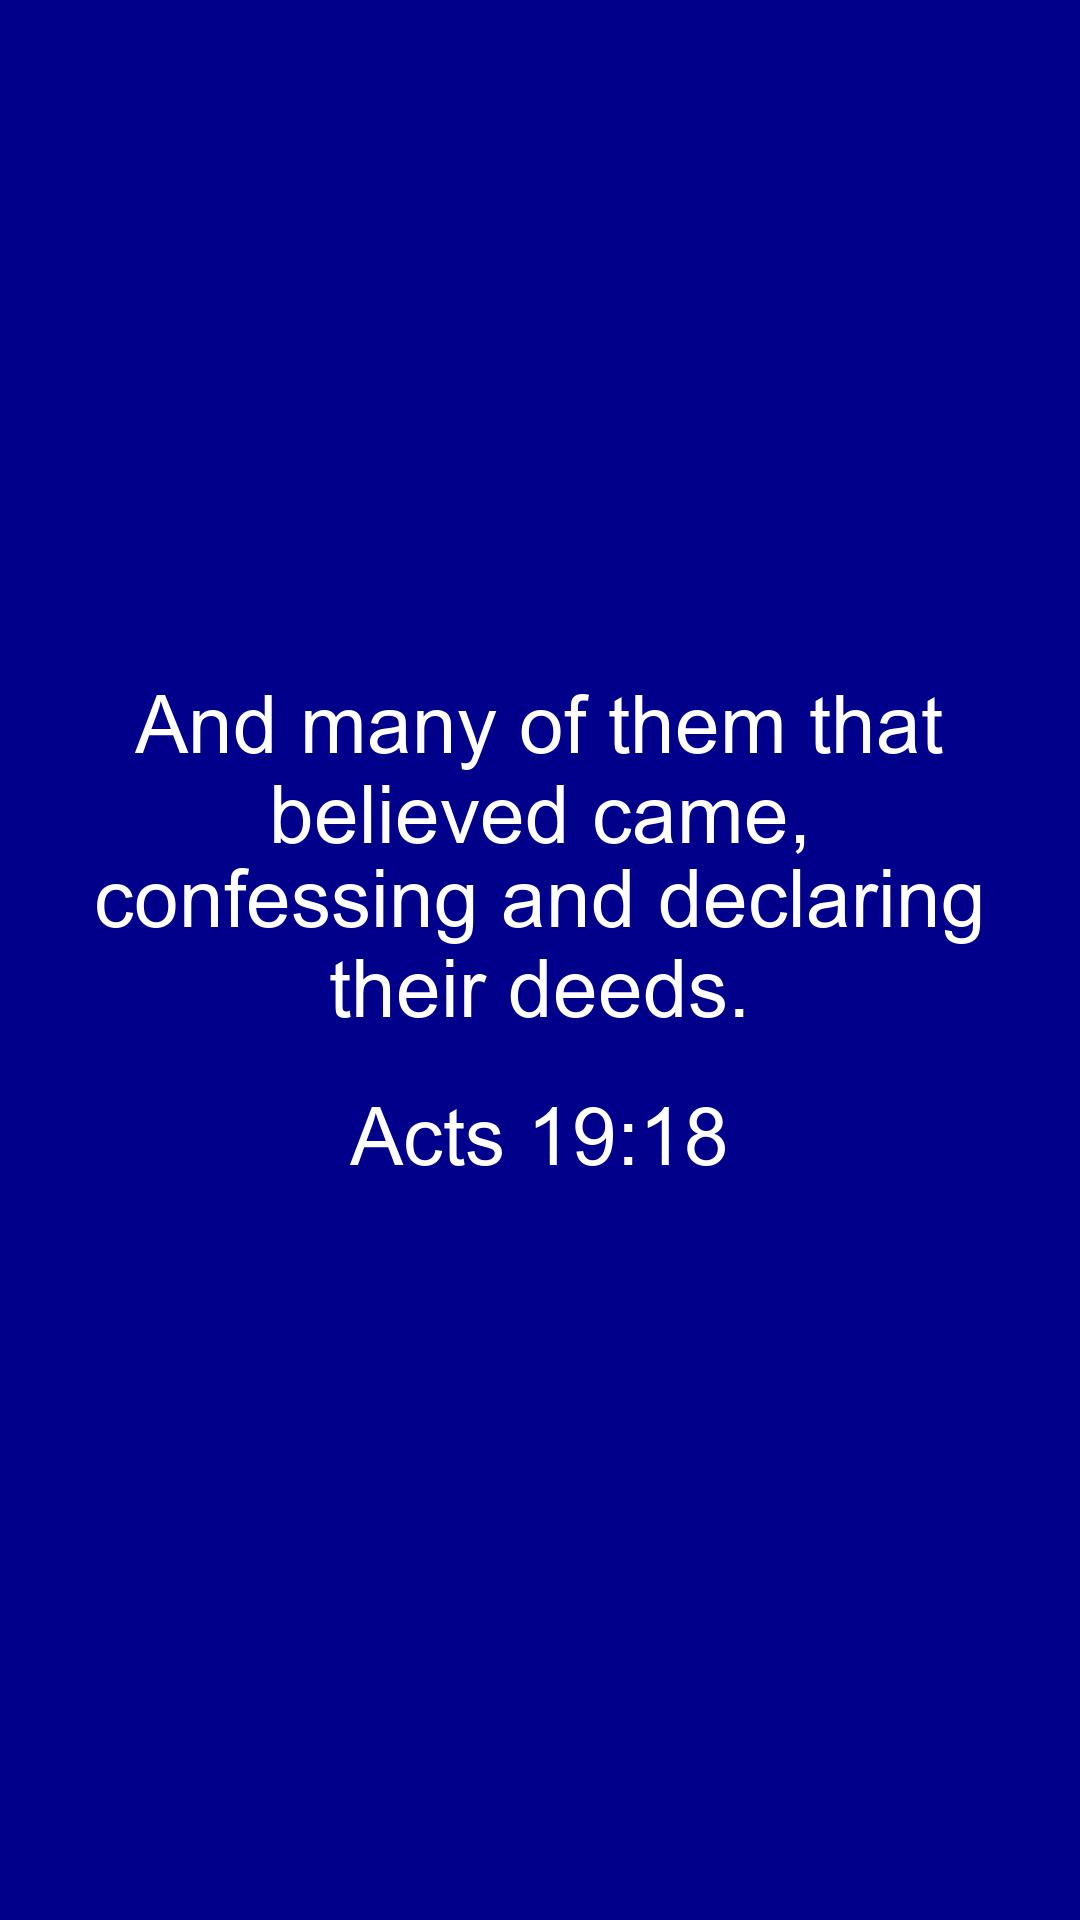 And many of them that
believed came,
confessing and declaring
their deeds.
Acts 19:18